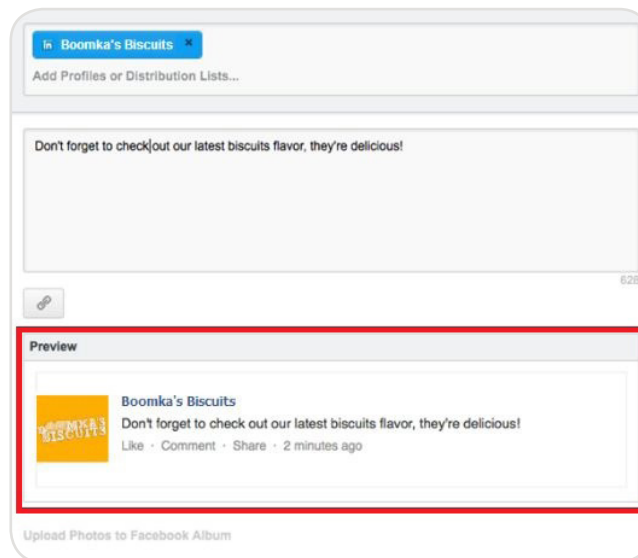 in Boomka's Biscuits ×
Add Profiles or Distribution Lists...
Don't forget to check out our latest biscuits flavor, they're delicious!
628
Preview
BOOMKA'S
BISCUITS
Boomka's Biscuits
Don't forget to check out our latest biscuits flavor, they're delicious!
Like · Comment · Share · 2 minutes ago
Upload Photos to Facebook Album